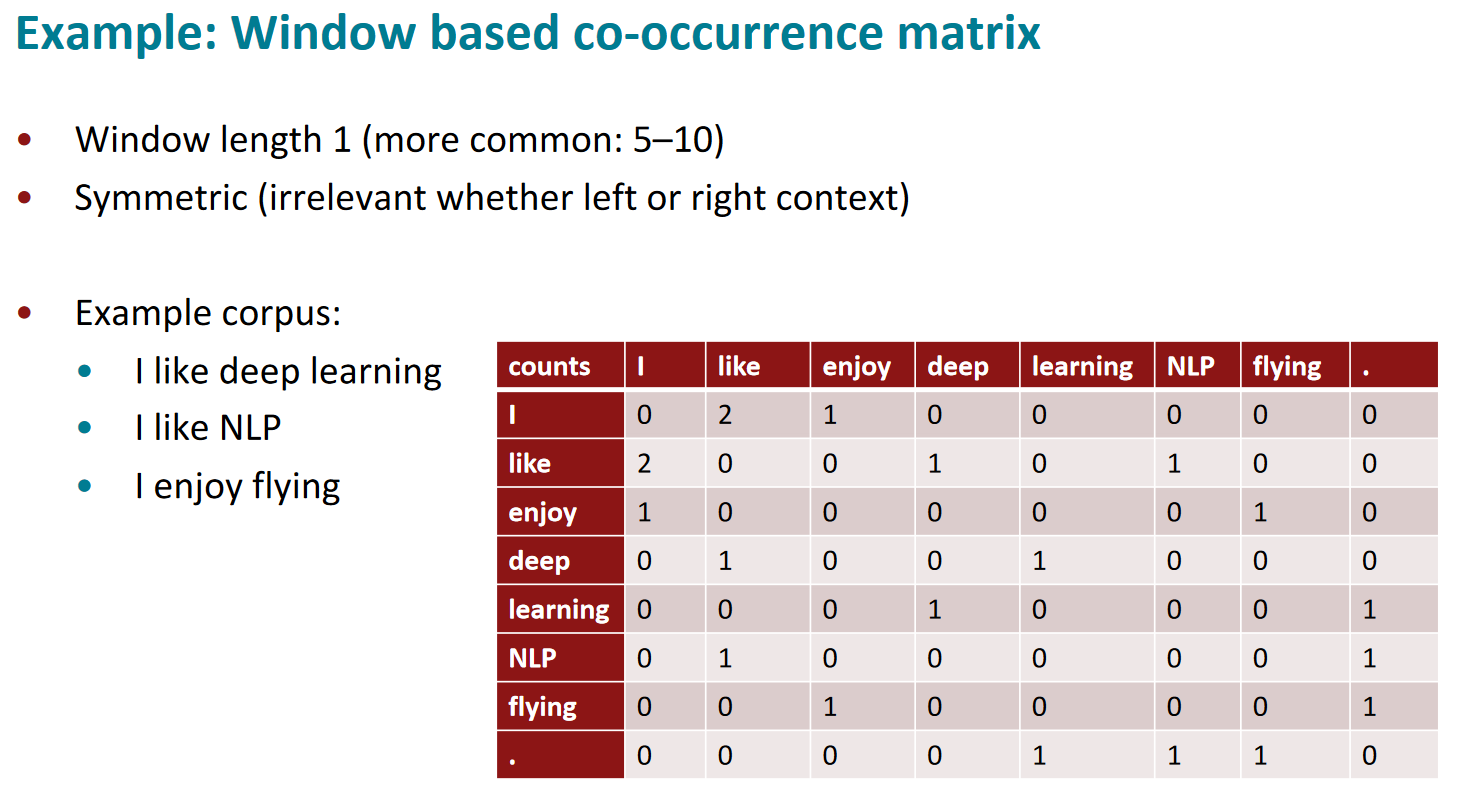 Example: Window based co-occurrence matrix
• Window length 1 (more common: 5–10)
• Symmetric (irrelevant whether left or right context)
• Example corpus:
• I like deep learning
• I like NLP
• I enjoy flying
counts I like enjoy deep learning NLP flying .
I 0 2 1 0 0 0 0 0
like 2 0 0 1 0 1 0 0
enjoy 1 0 0 0 0 0 1 0
deep 0 1 0 0 1 0 0 0
learning 0 0 0 1 0 0 0 1
NLP 0 1 0 0 0 0 0 1
flying 0 0 1 0 0 0 0 1
. 0 0 0 0 1 1 1 0